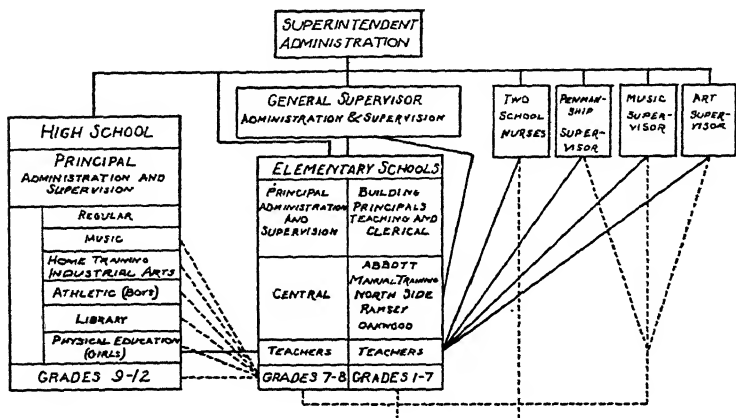 SUPERINTENDENT
ADMINISTRATION
GENERAL SUPERVISOR
ADMINISTRATION & SUPERVISION
TWO
SCHOOL
NURSES
PENMAN-
SHIP
SUPER-
VISOR
MUSIC
SUPER-
VISOR
ART
SUPER-
VISOR
HIGH SCHOOL
PRINCIPAL
ADMINISTRATION AND
SUPERVISION
REGULAR
MUSIC
HOME TRAINING
INDUSTRIAL ARTS
ATHLETIC (BOYS)
LIBRARY
PHYSICAL EDUCATION
(GIRLS)
GRADES 9-12
ELEMENTARY SCHOOLS
PRINCIPAL
ADMINISTRATION
AND
SUPERVISION
BUILDING
PRINCIPALS
TEACHING AND
CLERICAL
CENTRAL
ABBOTT
MANUAL TRAINING
NORTH SIDE
RAMSEY
OAKWOOD
TEACHERS
TEACHERS
GRADES 7-8
GRADES 1-7